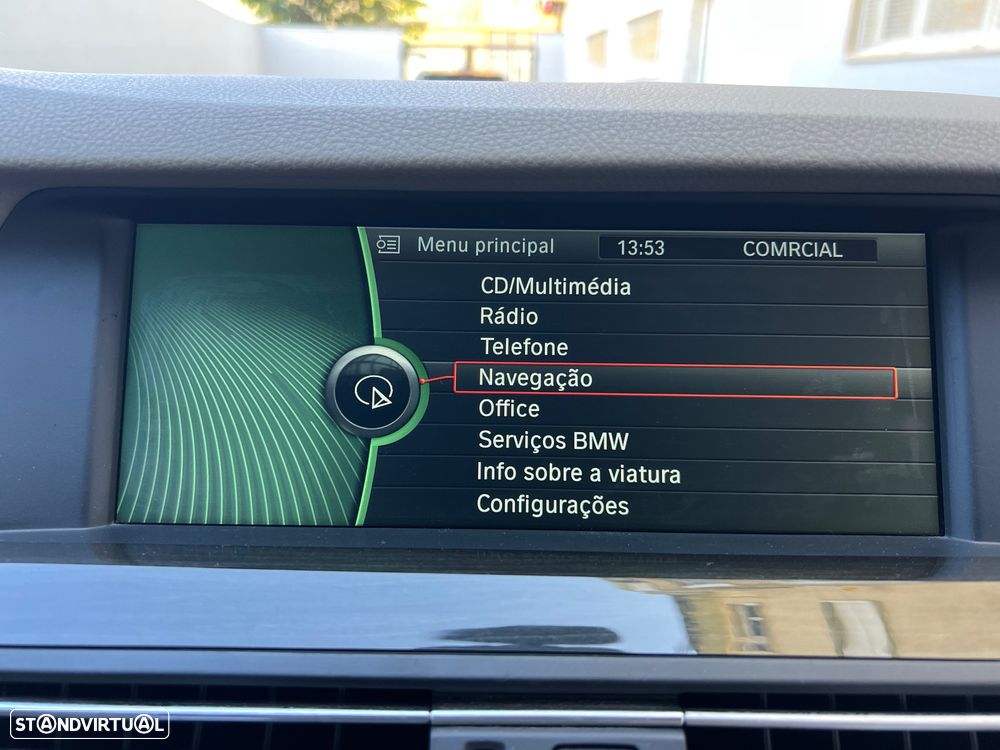 Menu principal 13:53 COMRCIAL
CD/Multimédia
Rádio
Telefone
Navegação
Office
Serviços BMW
Info sobre a viatura
Configurações
STANDVIRTUAL